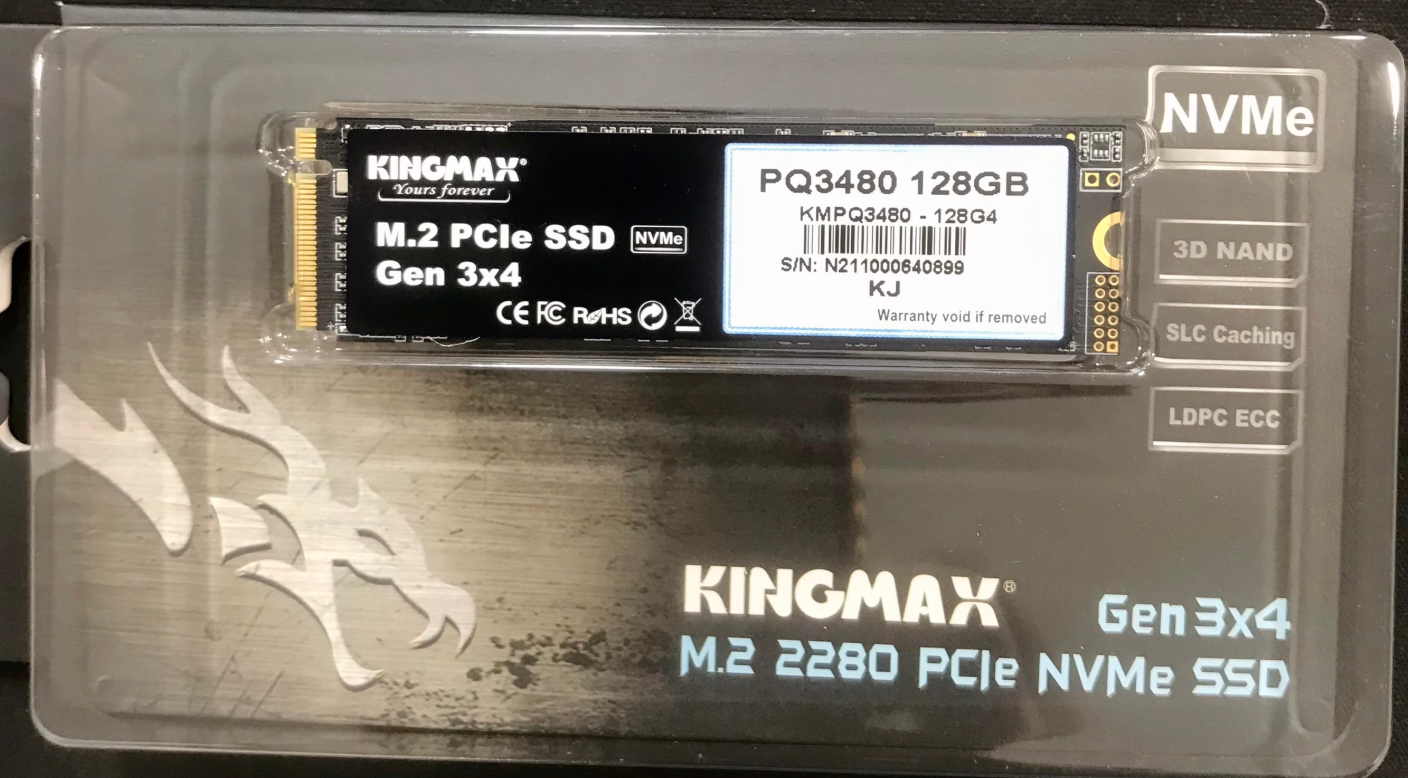 NVMe
KINGMAX®
Yours forever
M.2 PCIe SSD NVMe
Gen 3x4
CE FC RoHS
PQ3480 128GB
KMPQ3480 - 128G4
S/N: N211000640899
KJ
Warranty void if removed
3D NAND
SLC Caching
LDPC ECC
KINGMAX®
Gen 3x4
M.2 2280 PCIe NVMe SSD